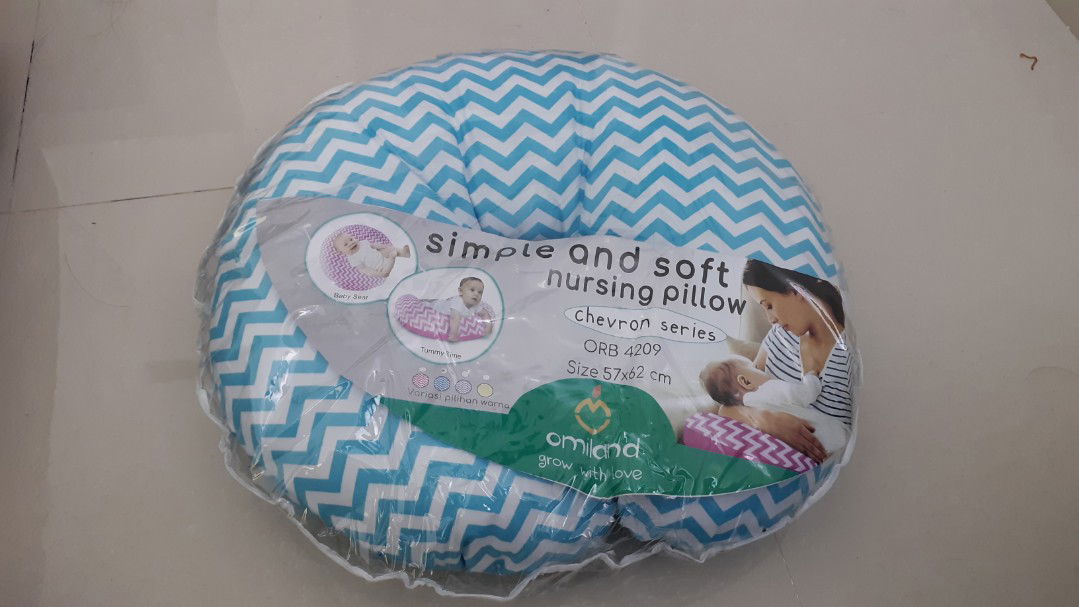 simple and soft
nursing pillow
chevron series
ORB 4209
Size 57x62 cm
Baby Seat
Tummy Time
Variasi pilihan warna
omiland
grow with love